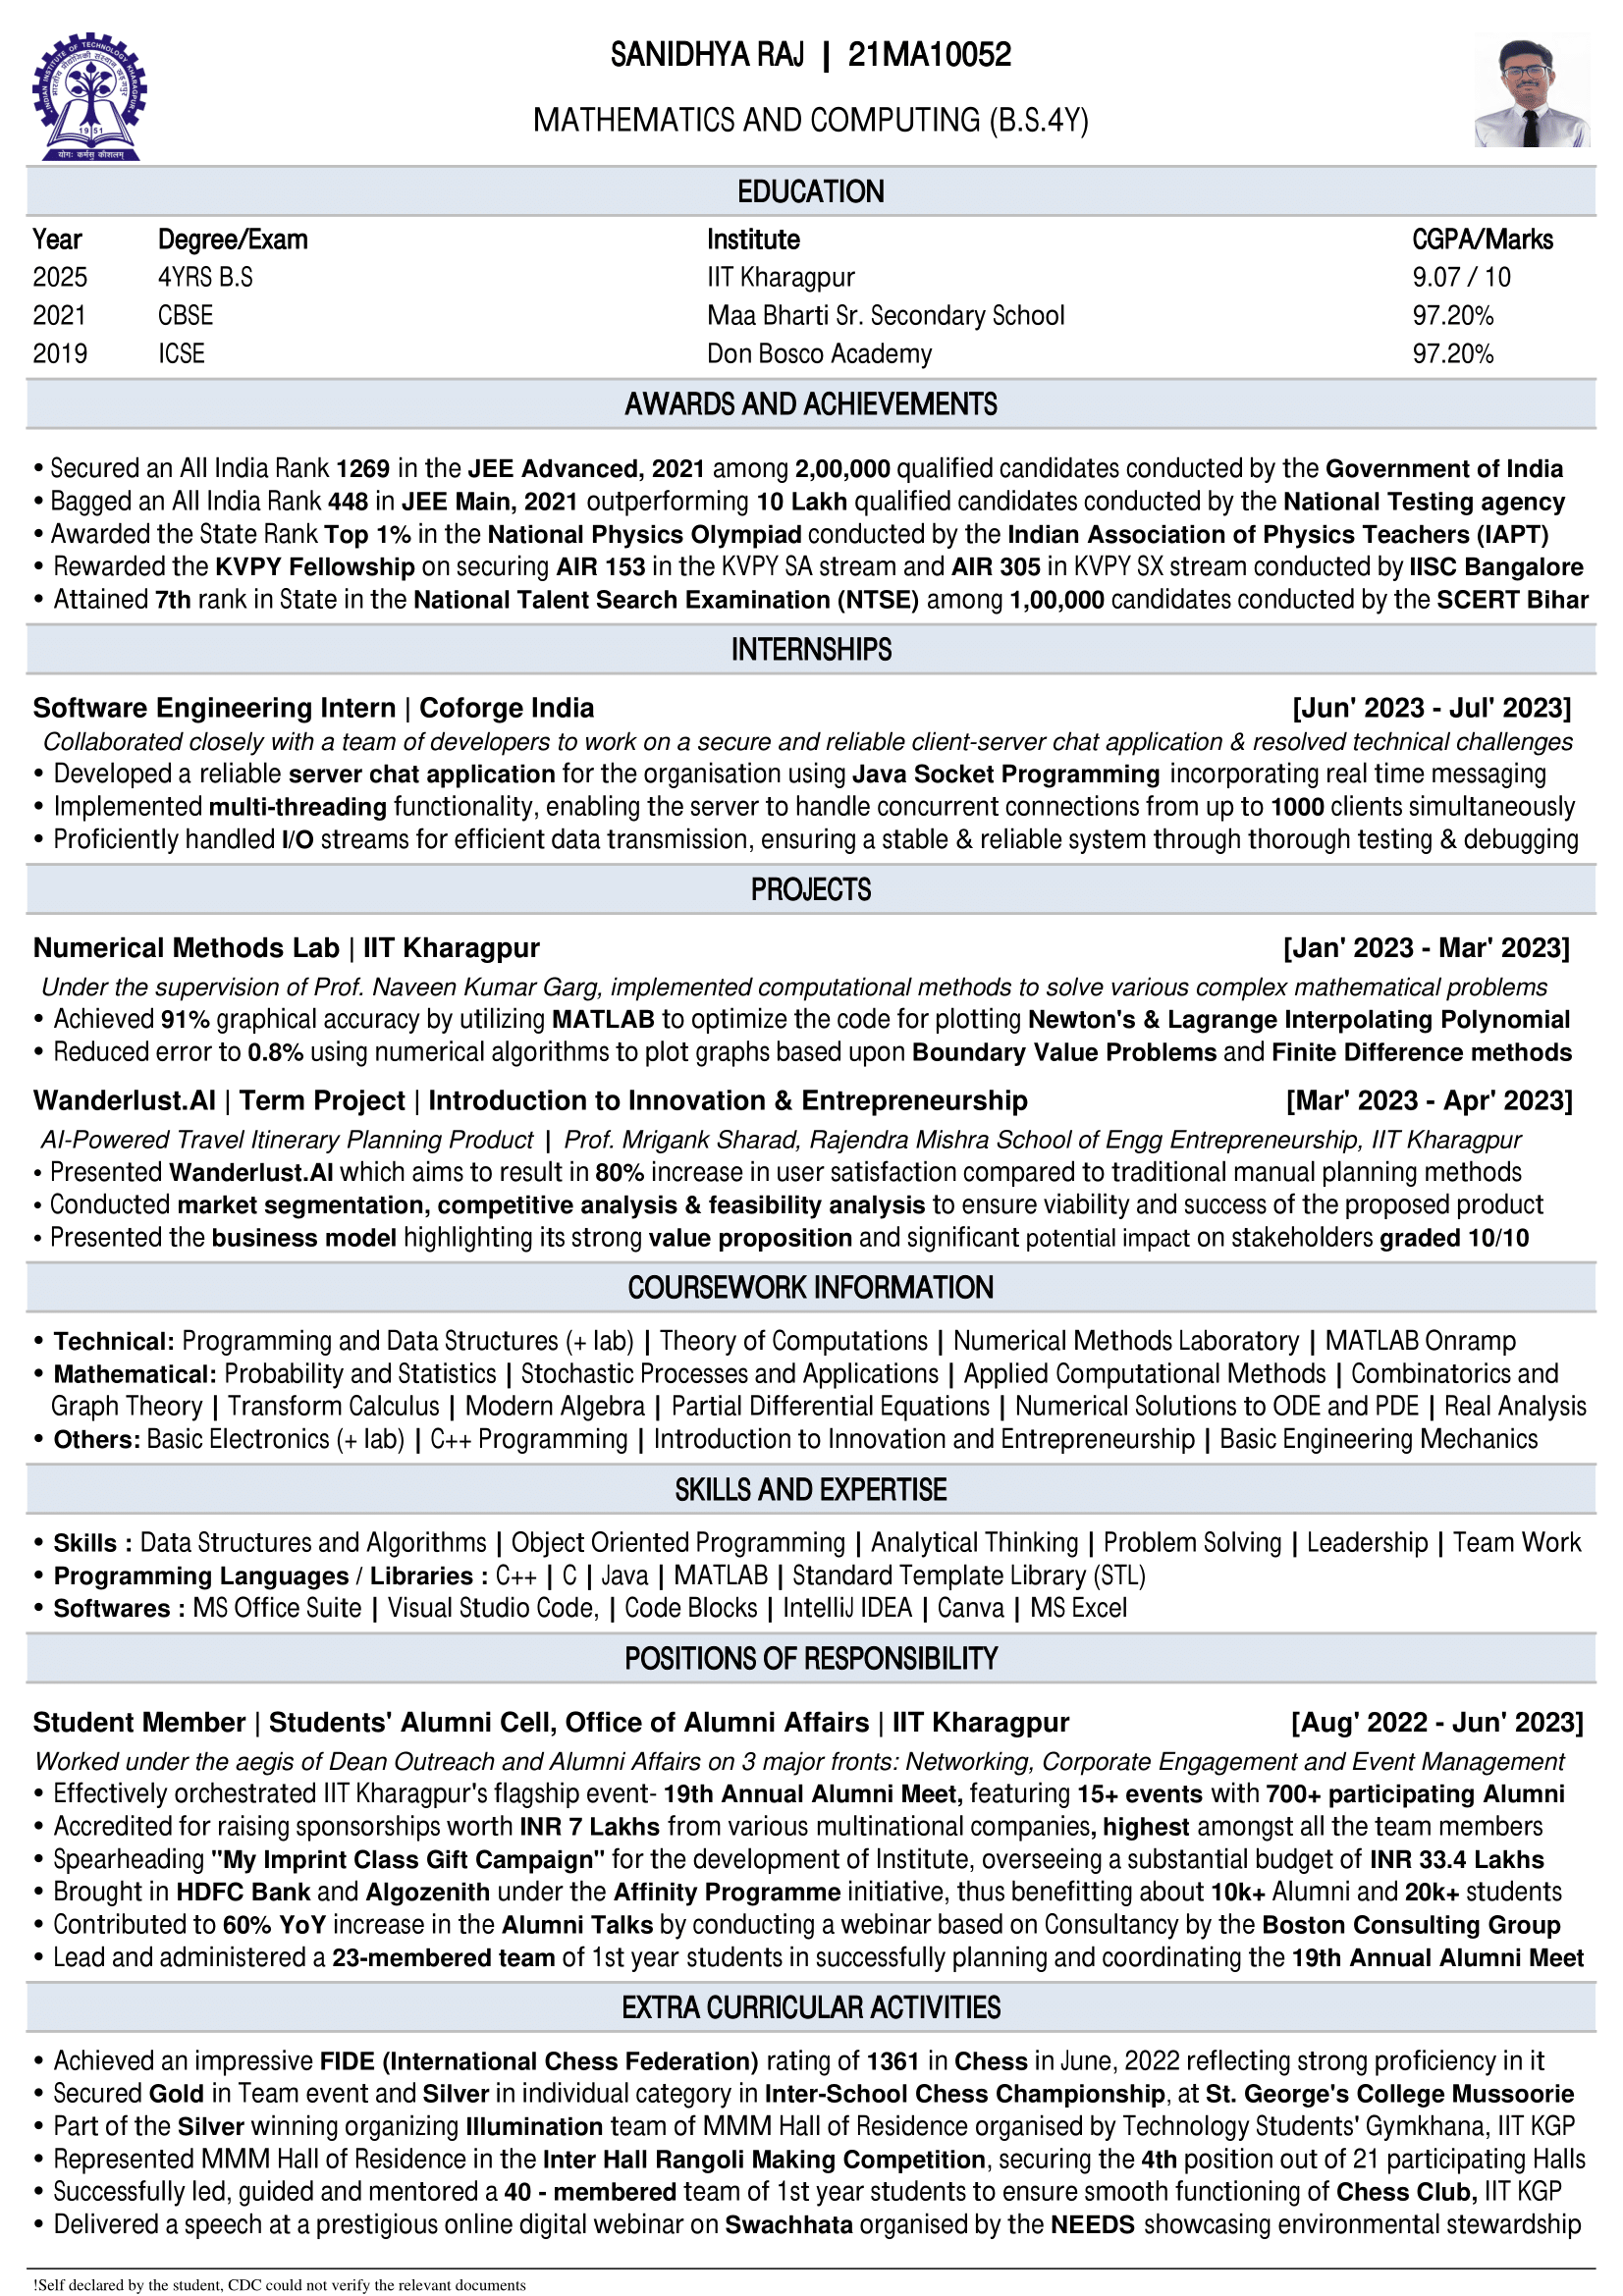 INDIAN INSTITUTE OF TECHNOLOGY KHARAGPUR
भारतीय प्रौद्योगिकी संस्थान खड़गपुर
1951
योगः कर्मसु कौशलम्
SANIDHYA RAJ | 21MA10052
MATHEMATICS AND COMPUTING (B.S.4Y)
EDUCATION
Year Degree/Exam Institute CGPA/Marks
2025 4YRS B.S IIT Kharagpur 9.07 / 10
2021 CBSE Maa Bharti Sr. Secondary School 97.20%
2019 ICSE Don Bosco Academy 97.20%
AWARDS AND ACHIEVEMENTS
• Secured an All India Rank 1269 in the JEE Advanced, 2021 among 2,00,000 qualified candidates conducted by the Government of India
• Bagged an All India Rank 448 in JEE Main, 2021 outperforming 10 Lakh qualified candidates conducted by the National Testing agency
• Awarded the State Rank Top 1% in the National Physics Olympiad conducted by the Indian Association of Physics Teachers (IAPT)
• Rewarded the KVPY Fellowship on securing AIR 153 in the KVPY SA stream and AIR 305 in KVPY SX stream conducted by IISC Bangalore
• Attained 7th rank in State in the National Talent Search Examination (NTSE) among 1,00,000 candidates conducted by the SCERT Bihar
INTERNSHIPS
Software Engineering Intern | Coforge India [Jun' 2023 - Jul' 2023]
Collaborated closely with a team of developers to work on a secure and reliable client-server chat application & resolved technical challenges
• Developed a reliable server chat application for the organisation using Java Socket Programming incorporating real time messaging
• Implemented multi-threading functionality, enabling the server to handle concurrent connections from up to 1000 clients simultaneously
• Proficiently handled I/O streams for efficient data transmission, ensuring a stable & reliable system through thorough testing & debugging
PROJECTS
Numerical Methods Lab | IIT Kharagpur [Jan' 2023 - Mar' 2023]
Under the supervision of Prof. Naveen Kumar Garg, implemented computational methods to solve various complex mathematical problems
• Achieved 91% graphical accuracy by utilizing MATLAB to optimize the code for plotting Newton's & Lagrange Interpolating Polynomial
• Reduced error to 0.8% using numerical algorithms to plot graphs based upon Boundary Value Problems and Finite Difference methods
Wanderlust.AI | Term Project | Introduction to Innovation & Entrepreneurship [Mar' 2023 - Apr' 2023]
AI-Powered Travel Itinerary Planning Product | Prof. Mrigank Sharad, Rajendra Mishra School of Engg Entrepreneurship, IIT Kharagpur
• Presented Wanderlust.AI which aims to result in 80% increase in user satisfaction compared to traditional manual planning methods
• Conducted market segmentation, competitive analysis & feasibility analysis to ensure viability and success of the proposed product
• Presented the business model highlighting its strong value proposition and significant potential impact on stakeholders graded 10/10
COURSEWORK INFORMATION
• Technical: Programming and Data Structures (+ lab) | Theory of Computations | Numerical Methods Laboratory | MATLAB Onramp
• Mathematical: Probability and Statistics | Stochastic Processes and Applications | Applied Computational Methods | Combinatorics and
Graph Theory | Transform Calculus | Modern Algebra | Partial Differential Equations | Numerical Solutions to ODE and PDE | Real Analysis
• Others: Basic Electronics (+ lab) | C++ Programming | Introduction to Innovation and Entrepreneurship | Basic Engineering Mechanics
SKILLS AND EXPERTISE
• Skills : Data Structures and Algorithms | Object Oriented Programming | Analytical Thinking | Problem Solving | Leadership | Team Work
• Programming Languages / Libraries : C++ | C | Java | MATLAB | Standard Template Library (STL)
• Softwares : MS Office Suite | Visual Studio Code, | Code Blocks | IntelliJ IDEA | Canva | MS Excel
POSITIONS OF RESPONSIBILITY
Student Member | Students' Alumni Cell, Office of Alumni Affairs | IIT Kharagpur [Aug' 2022 - Jun' 2023]
Worked under the aegis of Dean Outreach and Alumni Affairs on 3 major fronts: Networking, Corporate Engagement and Event Management
• Effectively orchestrated IIT Kharagpur's flagship event- 19th Annual Alumni Meet, featuring 15+ events with 700+ participating Alumni
• Accredited for raising sponsorships worth INR 7 Lakhs from various multinational companies, highest amongst all the team members
• Spearheading "My Imprint Class Gift Campaign" for the development of Institute, overseeing a substantial budget of INR 33.4 Lakhs
• Brought in HDFC Bank and Algozenith under the Affinity Programme initiative, thus benefitting about 10k+ Alumni and 20k+ students
• Contributed to 60% YoY increase in the Alumni Talks by conducting a webinar based on Consultancy by the Boston Consulting Group
• Lead and administered a 23-membered team of 1st year students in successfully planning and coordinating the 19th Annual Alumni Meet
EXTRA CURRICULAR ACTIVITIES
• Achieved an impressive FIDE (International Chess Federation) rating of 1361 in Chess in June, 2022 reflecting strong proficiency in it
• Secured Gold in Team event and Silver in individual category in Inter-School Chess Championship, at St. George's College Mussoorie
• Part of the Silver winning organizing Illumination team of MMM Hall of Residence organised by Technology Students' Gymkhana, IIT KGP
• Represented MMM Hall of Residence in the Inter Hall Rangoli Making Competition, securing the 4th position out of 21 participating Halls
• Successfully led, guided and mentored a 40 - membered team of 1st year students to ensure smooth functioning of Chess Club, IIT KGP
• Delivered a speech at a prestigious online digital webinar on Swachhata organised by the NEEDS showcasing environmental stewardship
!Self declared by the student, CDC could not verify the relevant documents